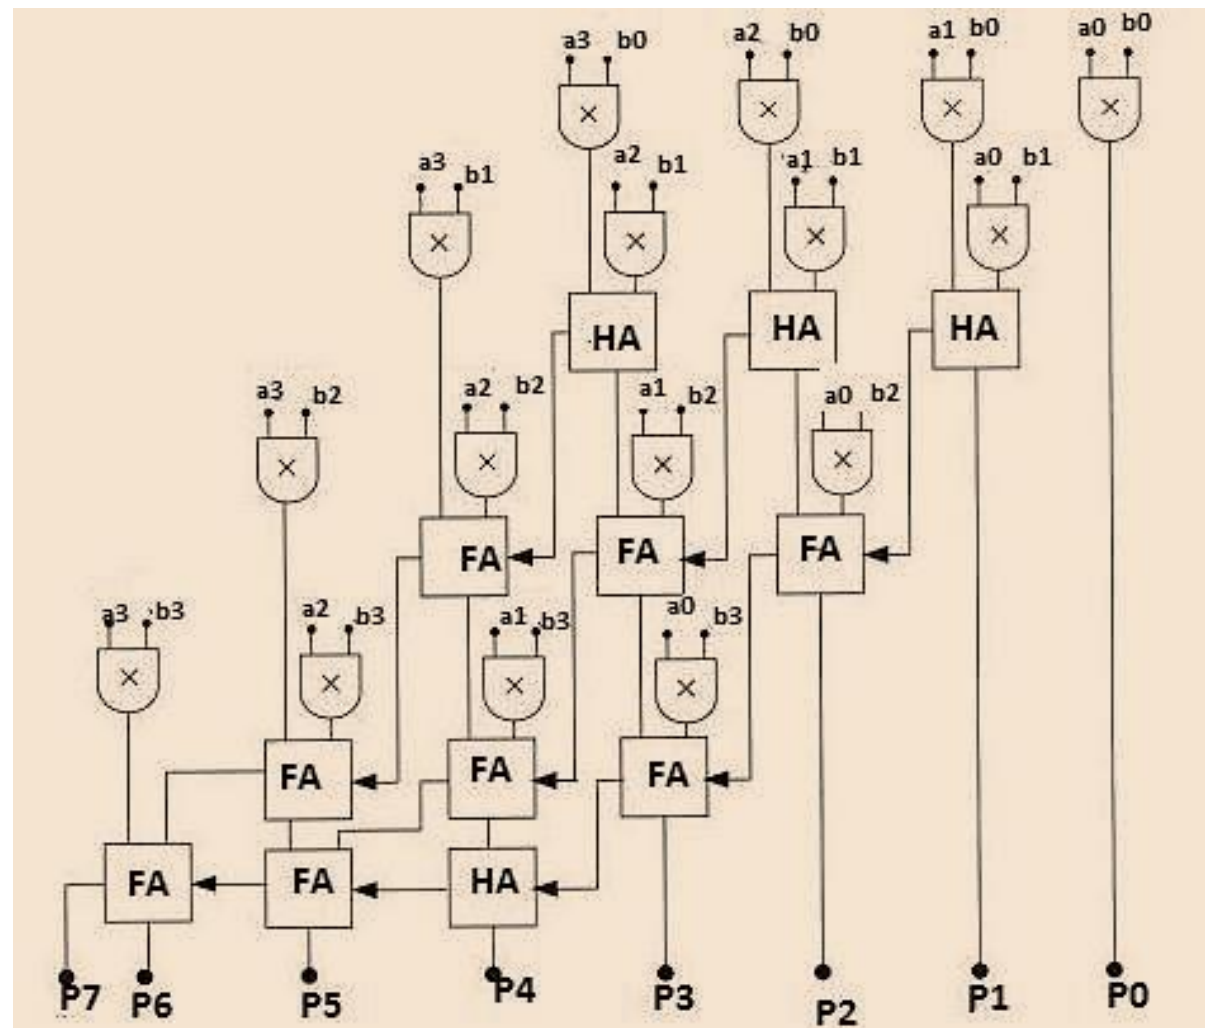 a3 b0 a2 b0 a1 b0 a0 b0
× × × ×
a3 b1 a2 b1 a1 b1 a0 b1
× × × ×
HA HA HA
a3 b2 a2 b2 a1 b2 a0 b2
× × × ×
FA FA FA
a3 b3 a2 b3 a1 b3 a0 b3
× × × ×
FA FA FA
FA FA HA
P7 P6 P5 P4 P3 P2 P1 P0